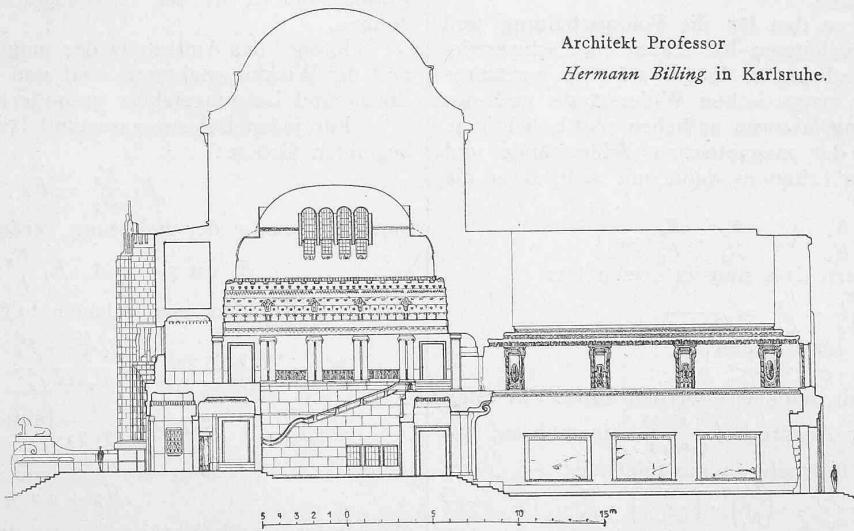 Architekt Professor
Hermann Billing in Karlsruhe.
5 4 3 2 1 0 5 10 15m